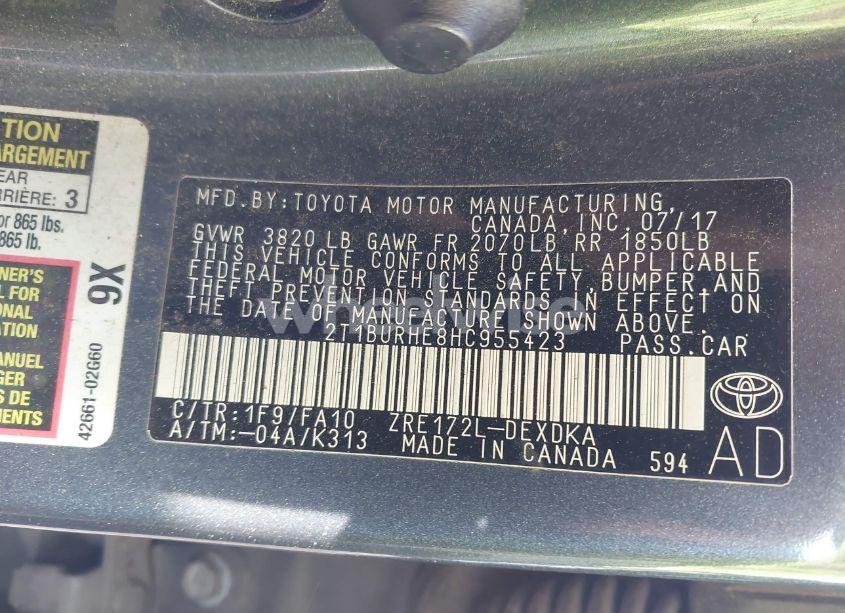 TION
ARGEMENT
EAR
RRIÈRE: 3
or 865 lbs.
865 lb.
NER'S
L FOR
ONAL
ATION
ANUEL
GER
DE
EMENTS
42661-02G60
9X
MFD.BY:TOYOTA MOTOR MANUFACTURING,
CANADA,INC. 07/17
GVWR 3820 LB GAWR FR 2070LB RR 1850LB
THIS VEHICLE CONFORMS TO ALL APPLICABLE
FEDERAL MOTOR VEHICLE SAFETY,BUMPER,AND
THEFT PREVENTION STANDARDS IN EFFECT ON
THE DATE OF MANUFACTURE SHOWN ABOVE.
2T1BURHE8HC955423 PASS.CAR
C/TR:1F9/FA10 ZRE172L-DEXDKA
A/TM:-04A/K313 MADE IN CANADA 594
AD